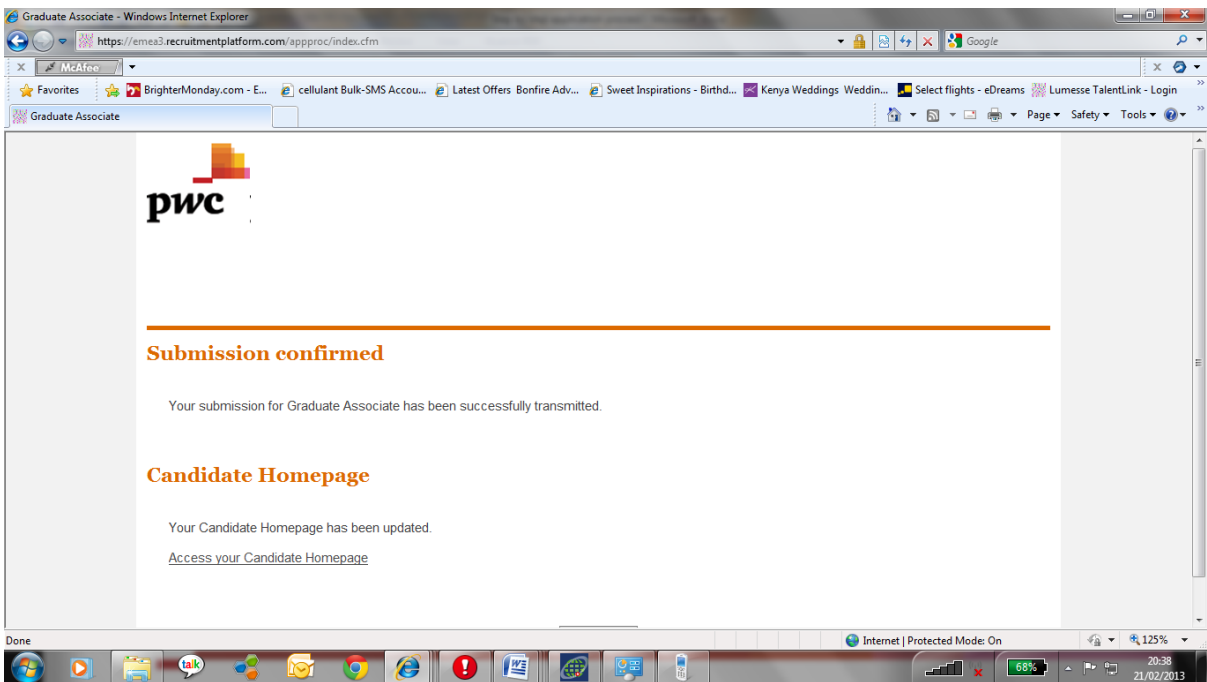 Graduate Associate - Windows Internet Explorer
https://emea3.recruitmentplatform.com/appproc/index.cfm
Google
X McAfee
X
Favorites BrighterMonday.com - E... cellulant Bulk-SMS Accou... Latest Offers Bonfire Adv... Sweet Inspirations - Birthd... Kenya Weddings Weddin... Select flights - eDreams Lumesse TalentLink - Login
Graduate Associate
Page Safety Tools
pwc
Submission confirmed
Your submission for Graduate Associate has been successfully transmitted.
Candidate Homepage
Your Candidate Homepage has been updated.
Access your Candidate Homepage
Done
Internet | Protected Mode: On
125%
talk
68%
20:38
21/02/2013